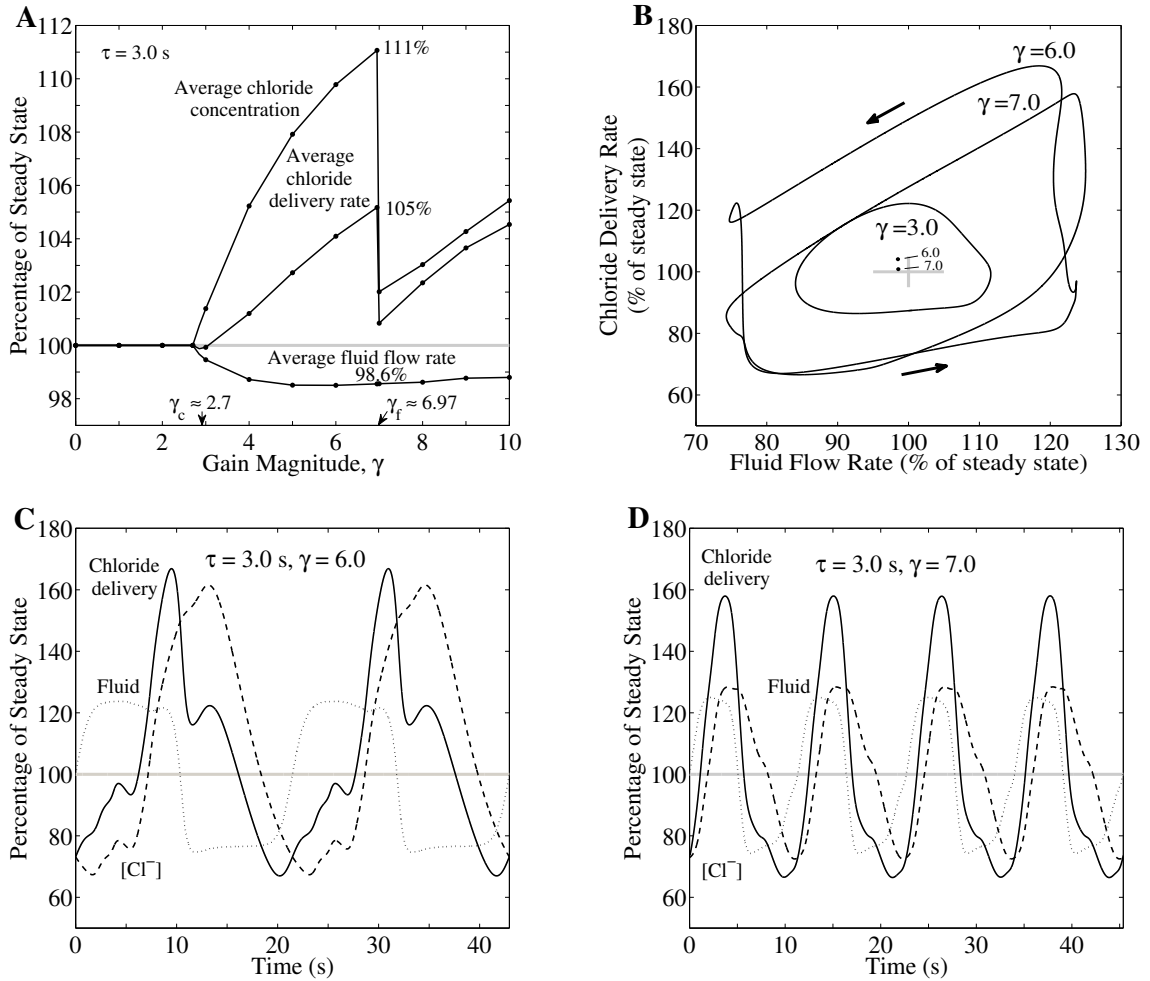 A
112
110
108
106
104
102
100
98
Percentage of Steady State
τ = 3.0 s
111%
Average chloride
concentration
Average
chloride
delivery rate
105%
Average fluid flow rate
98.6%
γc ≈ 2.7
γf ≈ 6.97
0 2 4 6 8 10
Gain Magnitude, γ
B
180
160
140
120
100
80
60
Chloride Delivery Rate
(% of steady state)
γ = 6.0
γ = 7.0
γ = 3.0
6.0
7.0
70 80 90 100 110 120 130
Fluid Flow Rate (% of steady state)
C
180
160
140
120
100
80
60
Percentage of Steady State
τ = 3.0 s, γ = 6.0
Chloride
delivery
Fluid
[Cl⁻]
0 10 20 30 40
Time (s)
D
180
160
140
120
100
80
60
Percentage of Steady State
Chloride
delivery
τ = 3.0 s, γ = 7.0
Fluid
[Cl⁻]
0 10 20 30 40
Time (s)